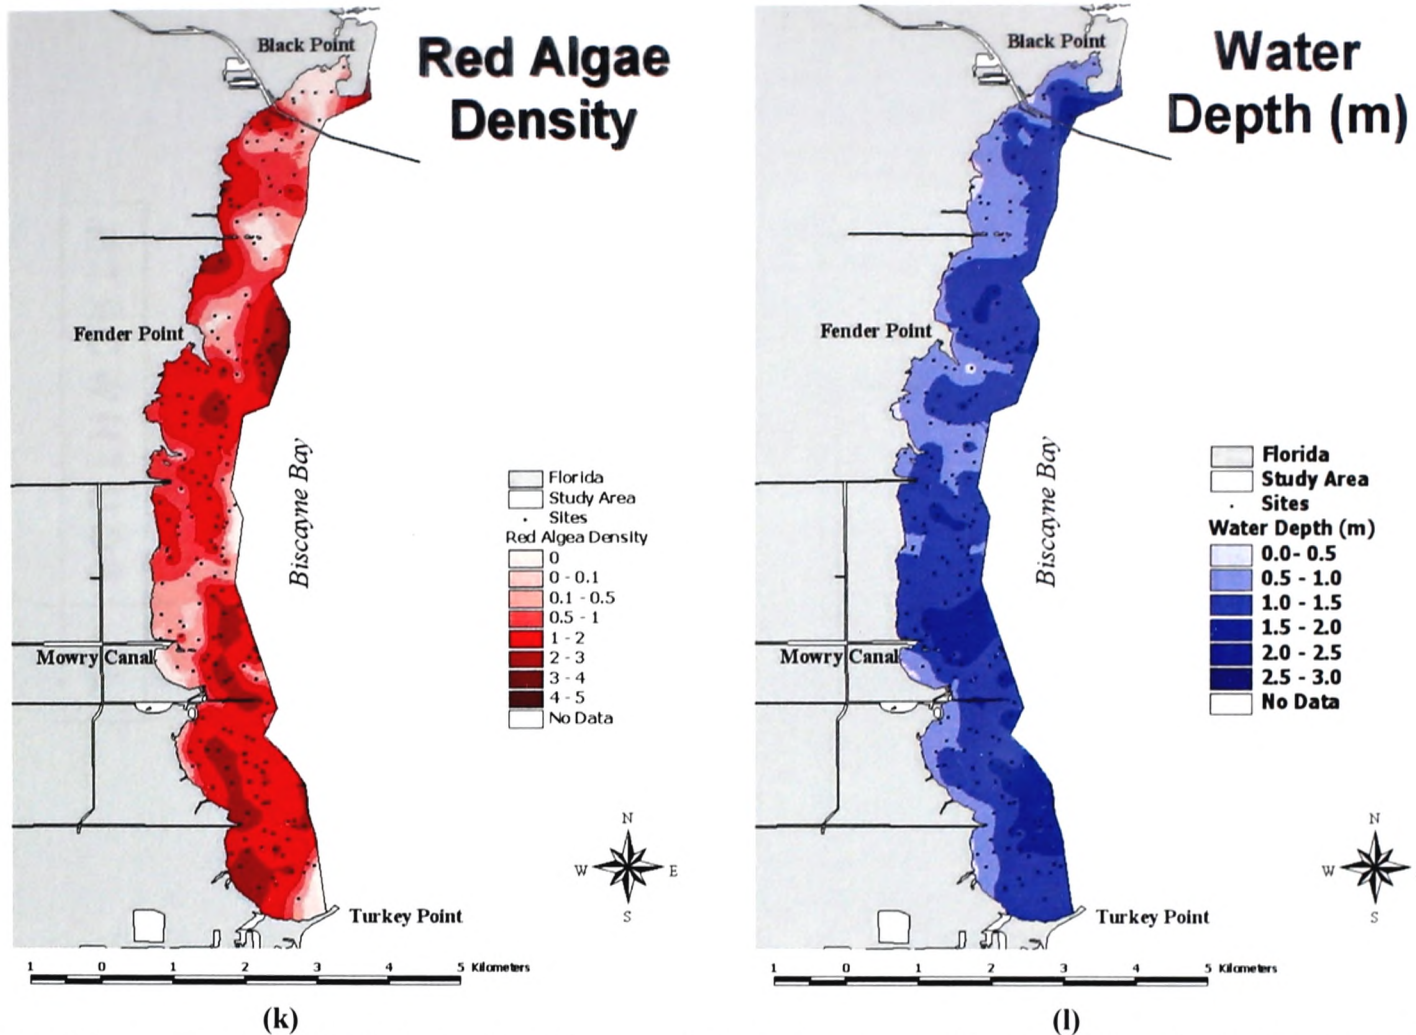 Red Algae
Density
Black Point
Fender Point
Biscayne Bay
Florida
Study Area
Sites
Red Algea Density
0
0 - 0.1
0.1 - 0.5
0.5 - 1
1 - 2
2 - 3
3 - 4
4 - 5
No Data
Mowry Canal
N
W E
S
Turkey Point
1 0 1 2 3 4 5 Kilometers
(k)
Water
Depth (m)
Black Point
Fender Point
Biscayne Bay
Florida
Study Area
Sites
Water Depth (m)
0.0 - 0.5
0.5 - 1.0
1.0 - 1.5
1.5 - 2.0
2.0 - 2.5
2.5 - 3.0
No Data
Mowry Canal
N
W
S
Turkey Point
1 0 1 2 3 4 5 Kilometers
(l)